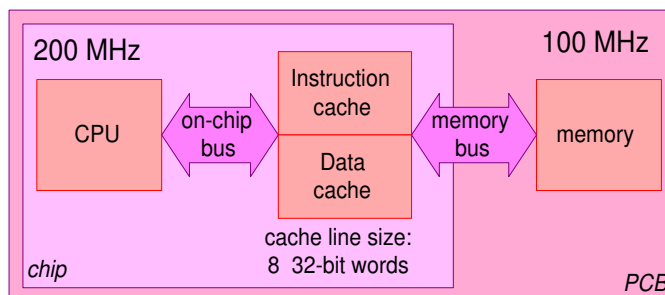 200 MHz
100 MHz
CPU
on-chip
bus
Instruction
cache
Data
cache
memory
bus
memory
cache line size:
8 32-bit words
chip
PCB